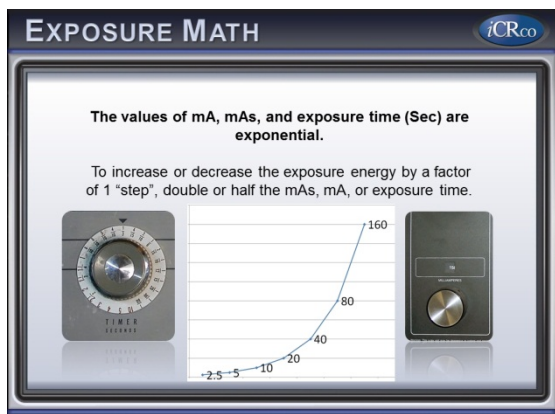 EXPOSURE MATH
iCRco
The values of mA, mAs, and exposure time (Sec) are
exponential.
To increase or decrease the exposure energy by a factor
of 1 “step”, double or half the mAs, mA, or exposure time.
160
80
40
20
10
5
2.5
TIMER
SECONDS